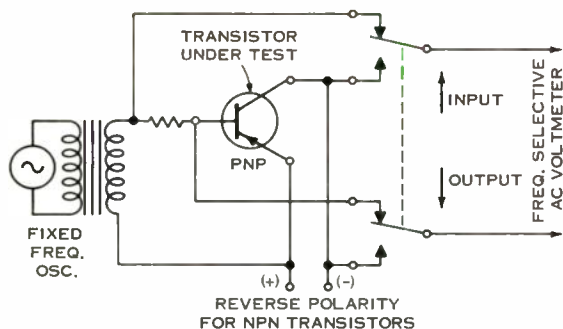 TRANSISTOR
UNDER TEST
PNP
INPUT
OUTPUT
FREQ. SELECTIVE
AC VOLTMETER
FIXED
FREQ.
OSC.
(+) (-)
REVERSE POLARITY
FOR NPN TRANSISTORS